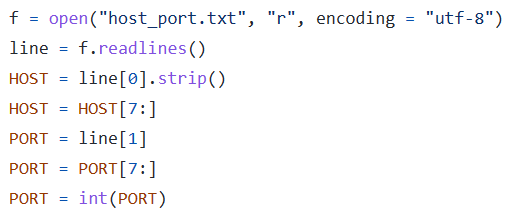 f = open("host_port.txt", "r", encoding = "utf-8")
line = f.readlines()
HOST = line[0].strip()
HOST = HOST[7:]
PORT = line[1]
PORT = PORT[7:]
PORT = int(PORT)